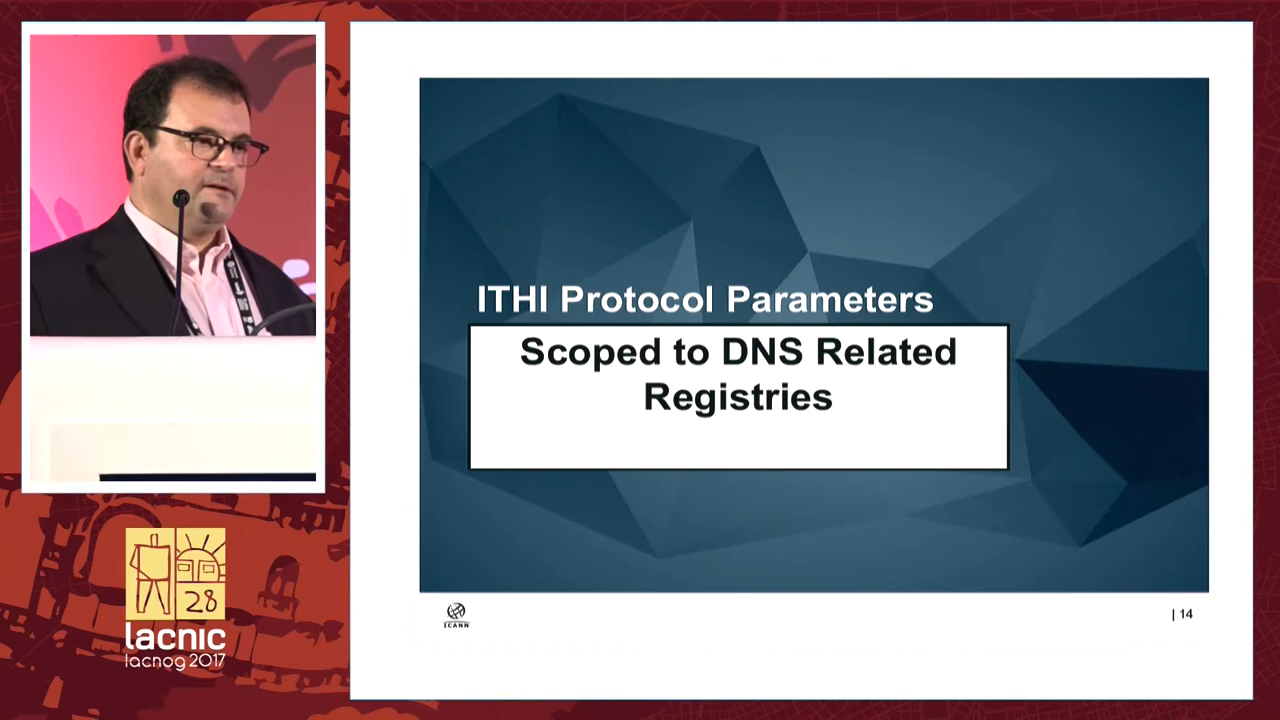 ITHI Protocol Parameters
Scoped to DNS Related
Registries
ICANN
| 14
28
lacnic
lacnog 2017